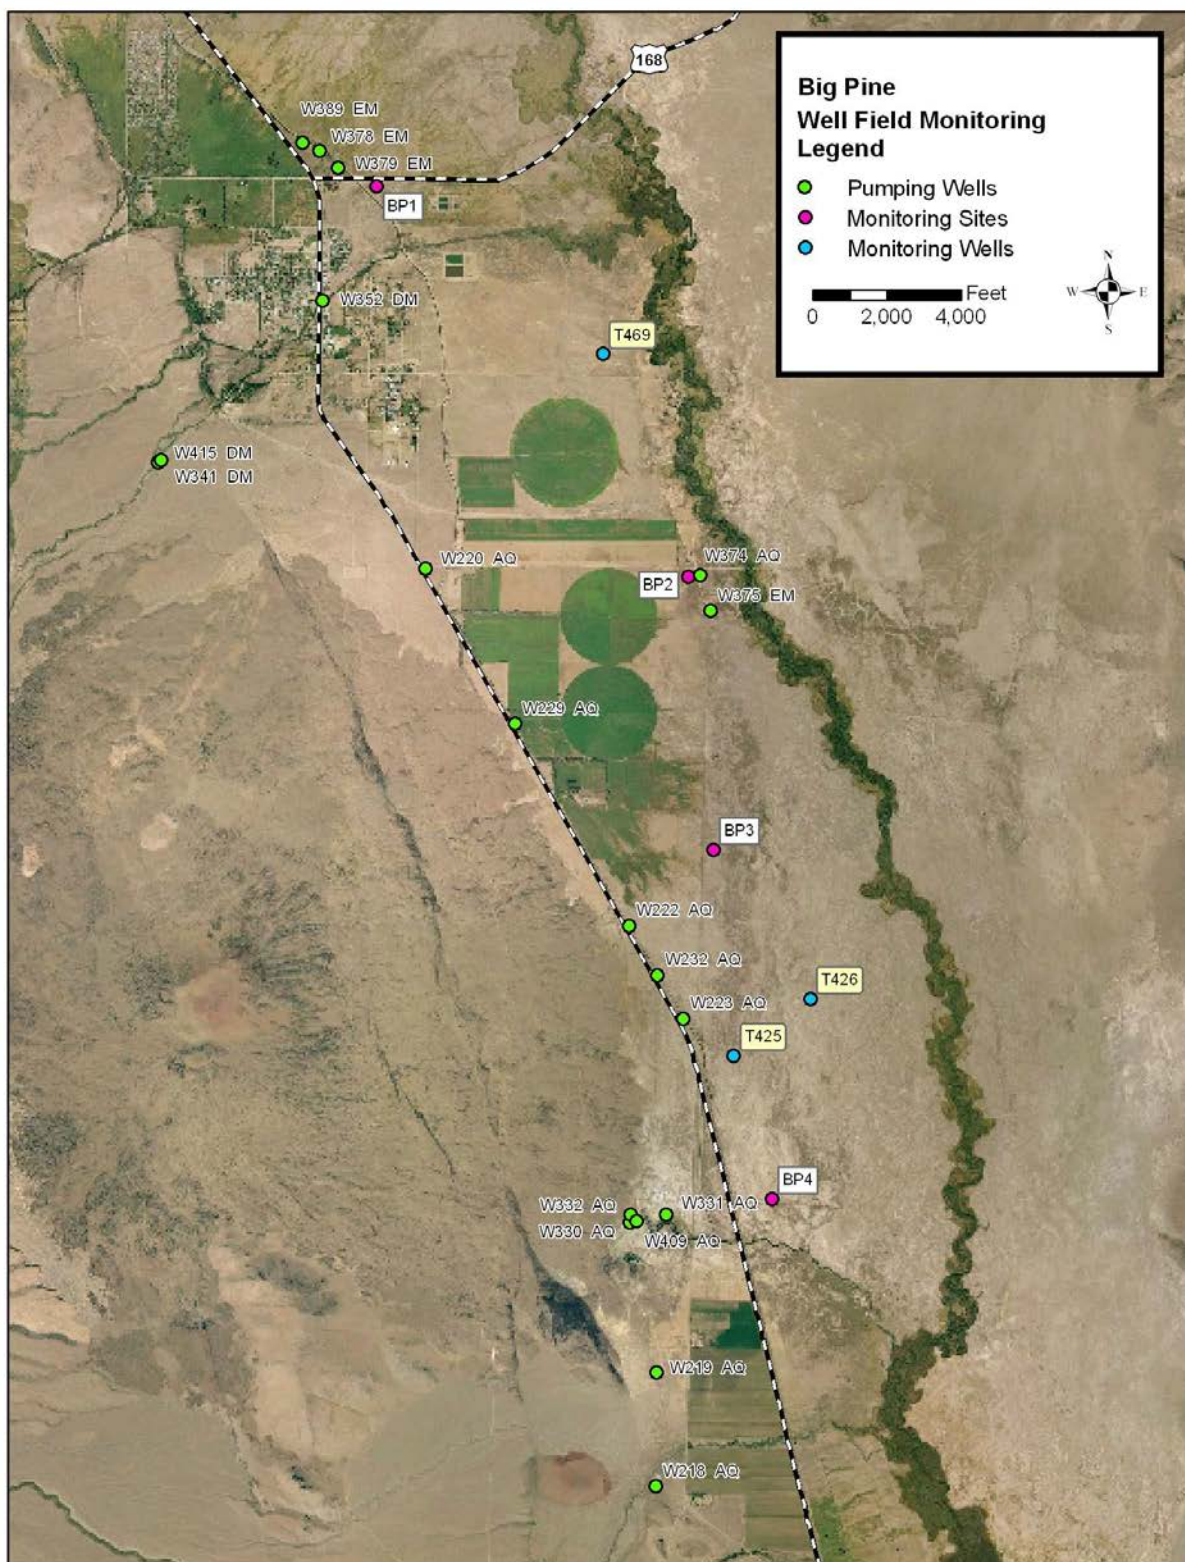 168
Big Pine
Well Field Monitoring
Legend
Pumping Wells
Monitoring Sites
Monitoring Wells
Feet
0 2,000 4,000
N
W E
S
W389 EM
W378 EM
W379 EM
BP1
W352 DM
T469
W415 DM
W341 DM
W220 AQ
W374 AQ
BP2
W375 EM
W229 AQ
BP3
W222 AQ
W232 AQ
T426
W223 AQ
T425
BP4
W332 AQ
W331 AQ
W330 AQ
W409 AQ
W219 AQ
W218 AQ